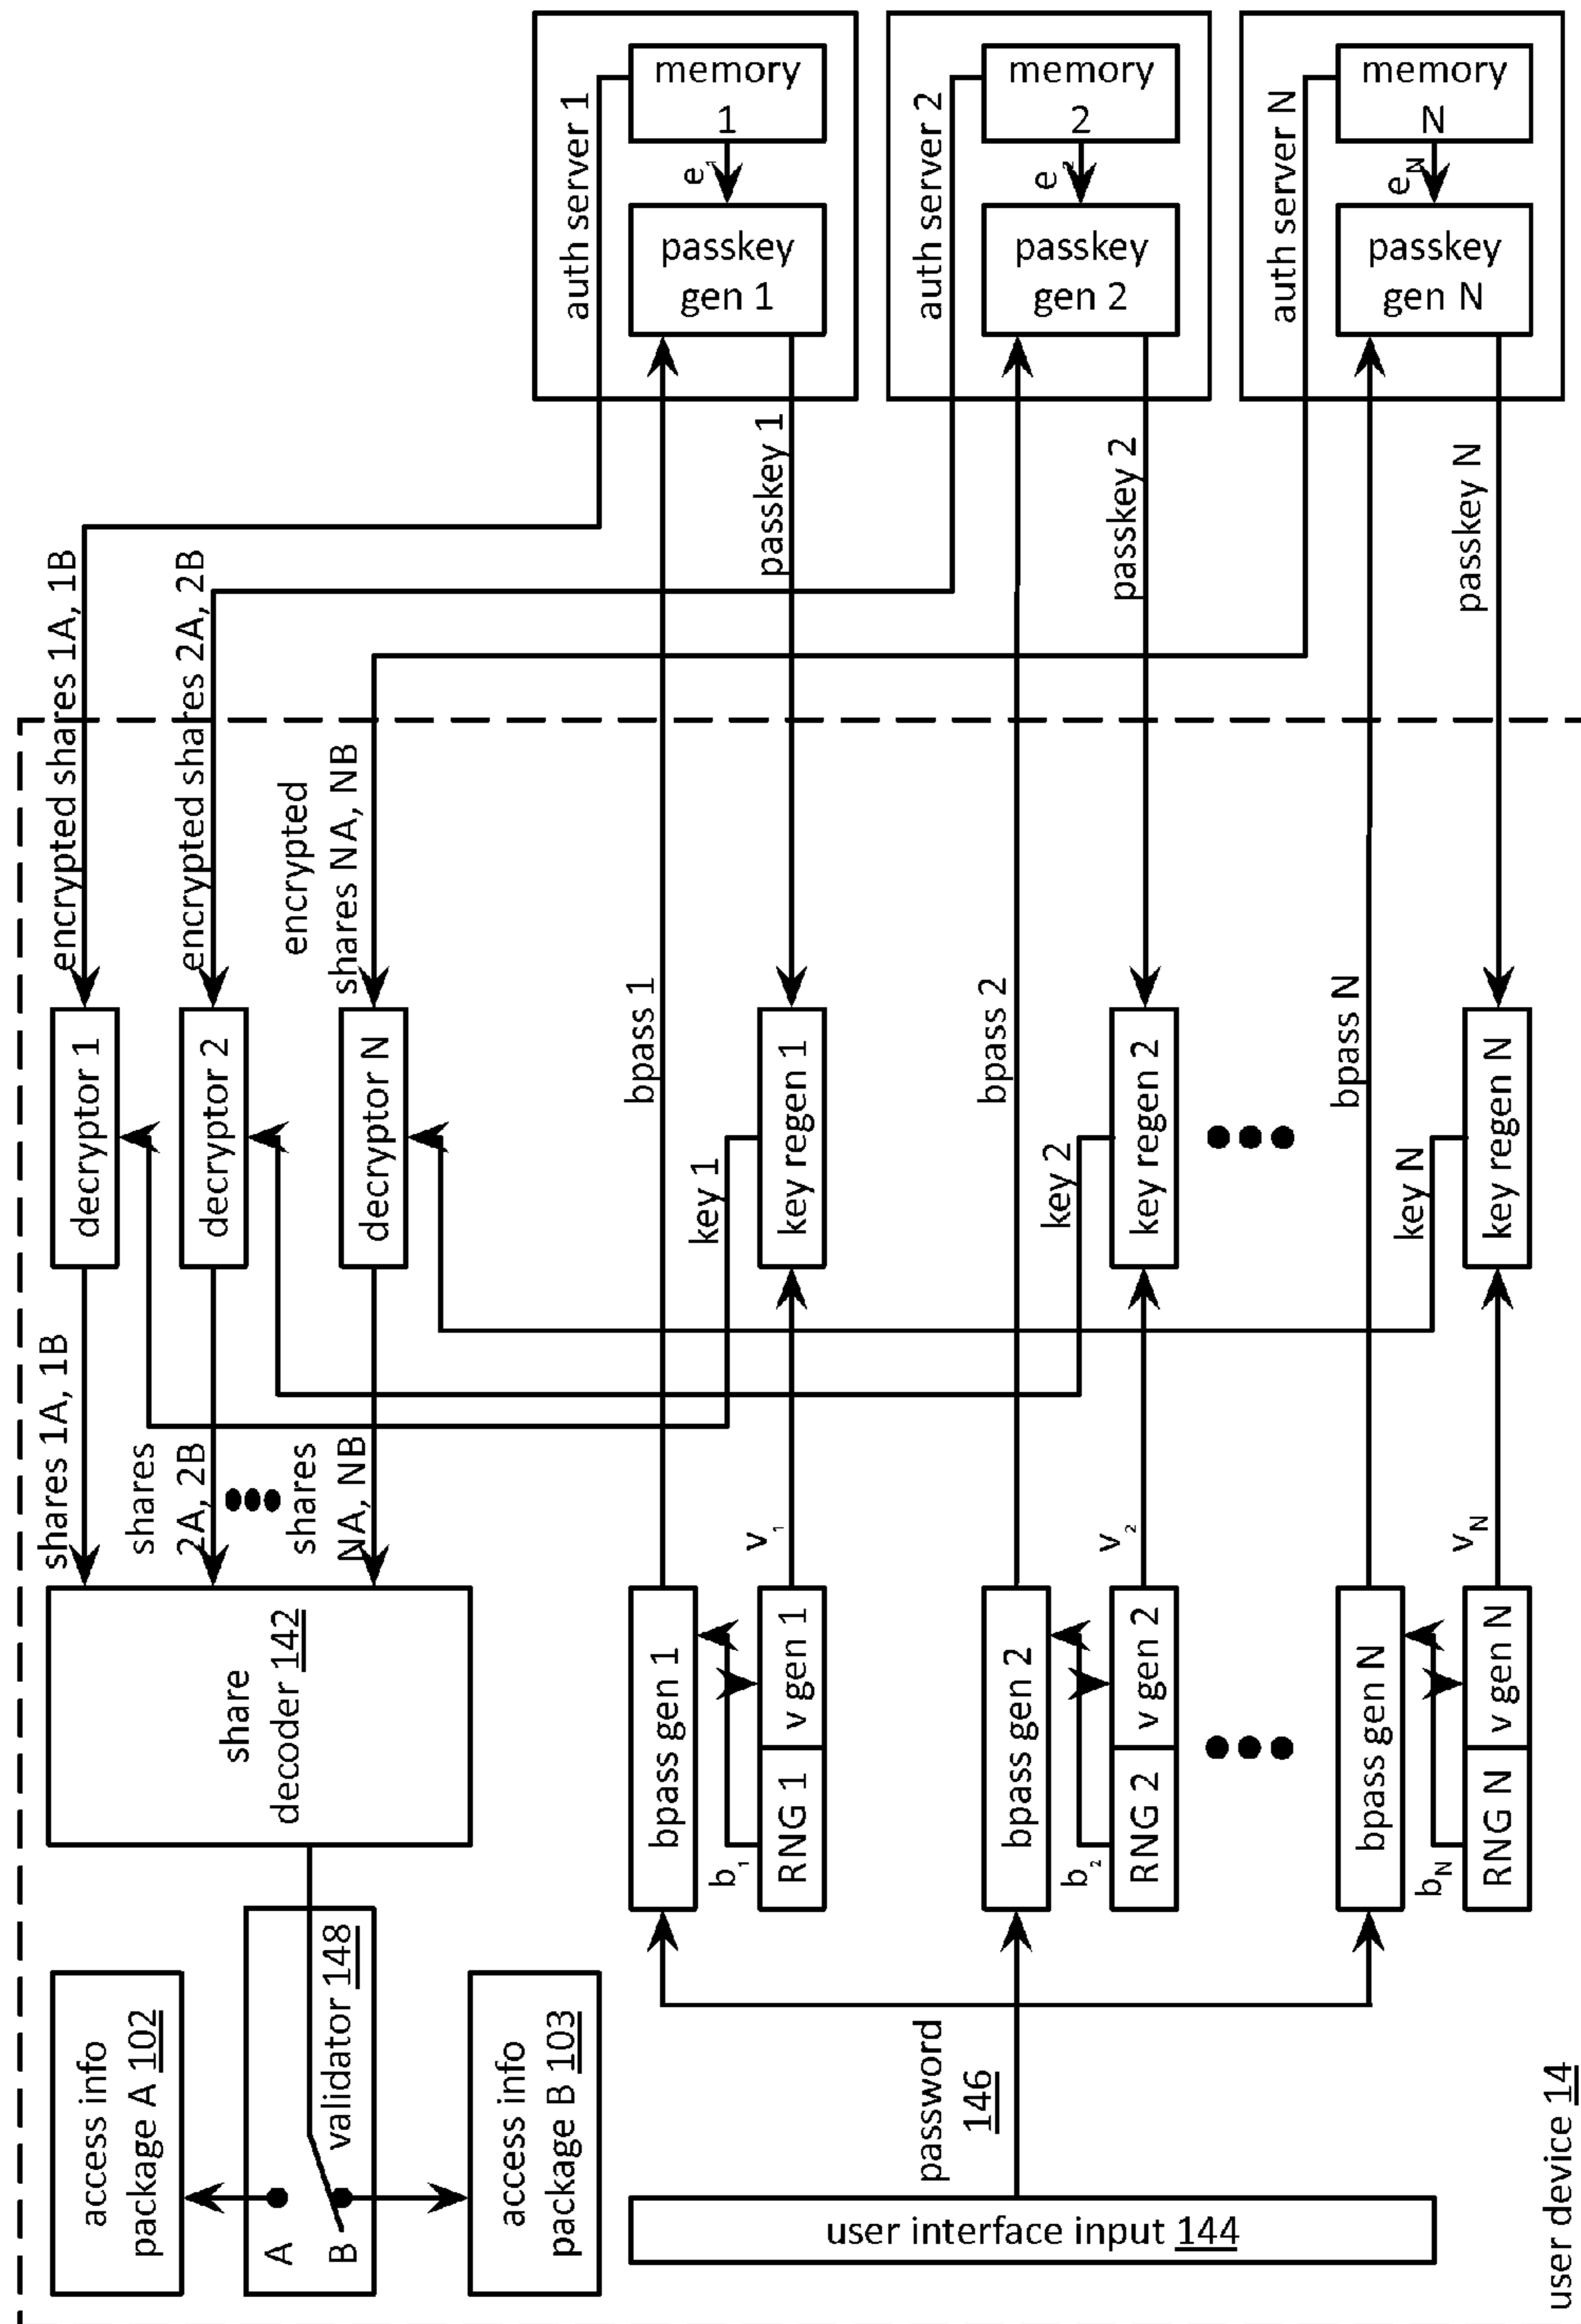 access info
package A 102
A
B
validator 148
access info
package B 103
share
decoder 142
shares 1A, 1B
shares
2A, 2B
shares
NA, NB
decryptor 1
decryptor 2
decryptor N
encrypted shares 1A, 1B
encrypted shares 2A, 2B
encrypted
shares NA, NB
user interface input 144
password
146
bpass gen 1
b1
RNG 1
v gen 1
v1
bpass 1
key 1
key regen 1
passkey 1
auth server 1
passkey
gen 1
e1
memory
1
bpass gen 2
b2
RNG 2
v gen 2
v2
bpass 2
key 2
key regen 2
passkey 2
auth server 2
passkey
gen 2
e2
memory
2
bpass gen N
bN
RNG N
v gen N
vN
bpass N
key N
key regen N
passkey N
auth server N
passkey
gen N
eN
memory
N
user device 14